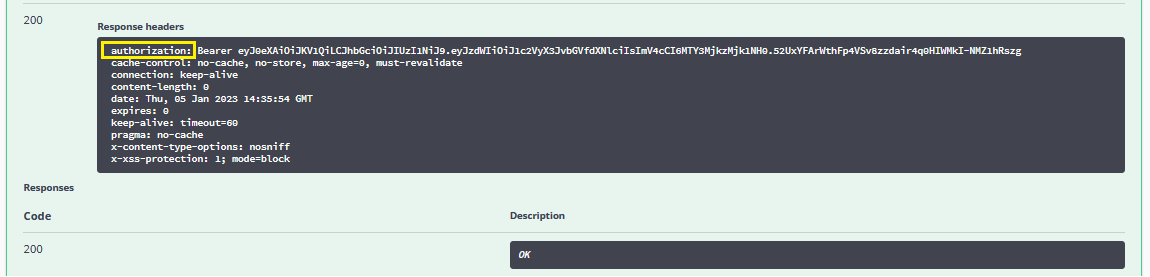 200
Response headers
authorization: Bearer eyJ0eXAiOiJKV1QiLCJhbGciOiJIUzI1NiJ9.eyJzdWIiOiJ1c2VyX3JvbGVfdXNlciIsImV4cCI6MTY3MjkzMjk1NH0.52UxYFArWthFp4VSv8zzdair4q0HIWMkI-NMZ1hRszg
cache-control: no-cache, no-store, max-age=0, must-revalidate
connection: keep-alive
content-length: 0
date: Thu, 05 Jan 2023 14:35:54 GMT
expires: 0
keep-alive: timeout=60
pragma: no-cache
x-content-type-options: nosniff
x-xss-protection: 1; mode=block
Responses
Code Description
200 OK